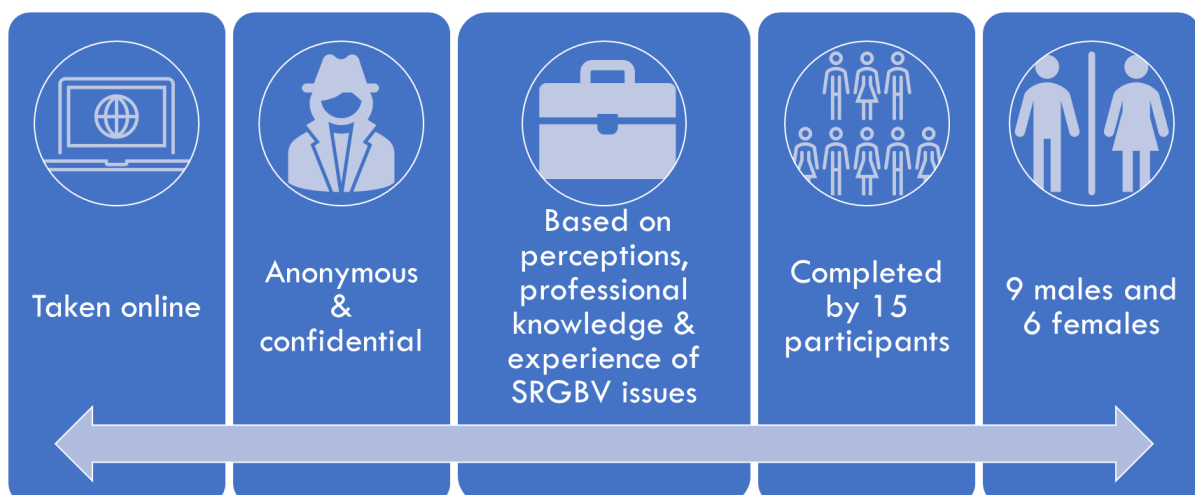 Taken online
Anonymous
&
confidential
Based on
perceptions,
professional
knowledge &
experience of
SRGBV issues
Completed
by 15
participants
9 males and
6 females